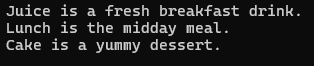 Juice is a fresh breakfast drink.
Lunch is the midday meal.
Cake is a yummy dessert.